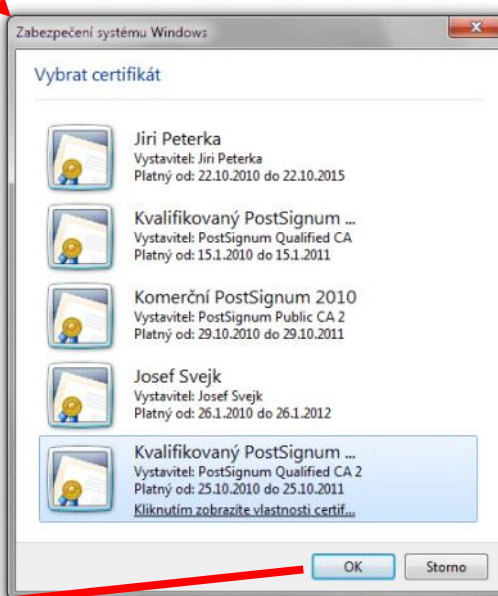 Zabezpečení systému Windows
Vybrat certifikát
Jiri Peterka
Vystavitel: Jiri Peterka
Platný od: 22.10.2010 do 22.10.2015
Kvalifikovaný PostSignum ...
Vystavitel: PostSignum Qualified CA
Platný od: 15.1.2010 do 15.1.2011
Komerční PostSignum 2010
Vystavitel: PostSignum Public CA 2
Platný od: 29.10.2010 do 29.10.2011
Josef Svejk
Vystavitel: Josef Svejk
Platný od: 26.1.2010 do 26.1.2012
Kvalifikovaný PostSignum ...
Vystavitel: PostSignum Qualified CA 2
Platný od: 25.10.2010 do 25.10.2011
Kliknutím zobrazíte vlastnosti certif...
OK Storno